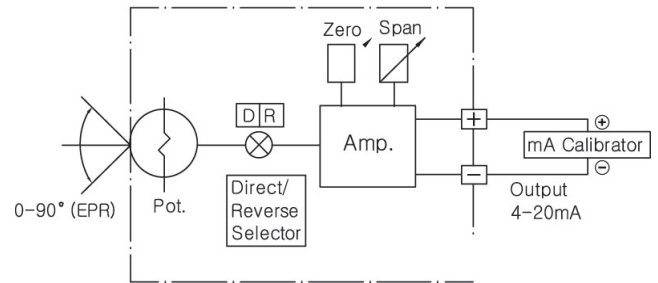 Zero Span
D R
+
⊕
Amp.
mA Calibrator
−
⊖
0-90° (EPR)
Pot.
Direct/
Reverse
Selector
Output
4-20mA